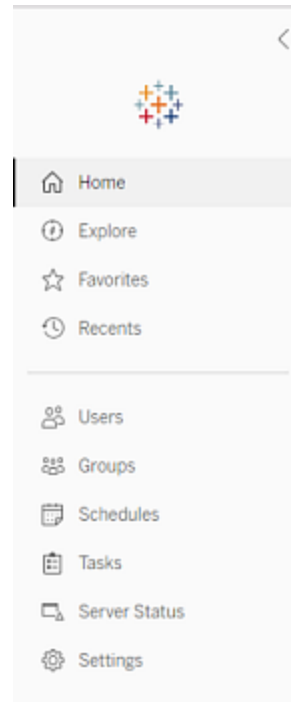 Home
Explore
Favorites
Recents
Users
Groups
Schedules
Tasks
Server Status
Settings